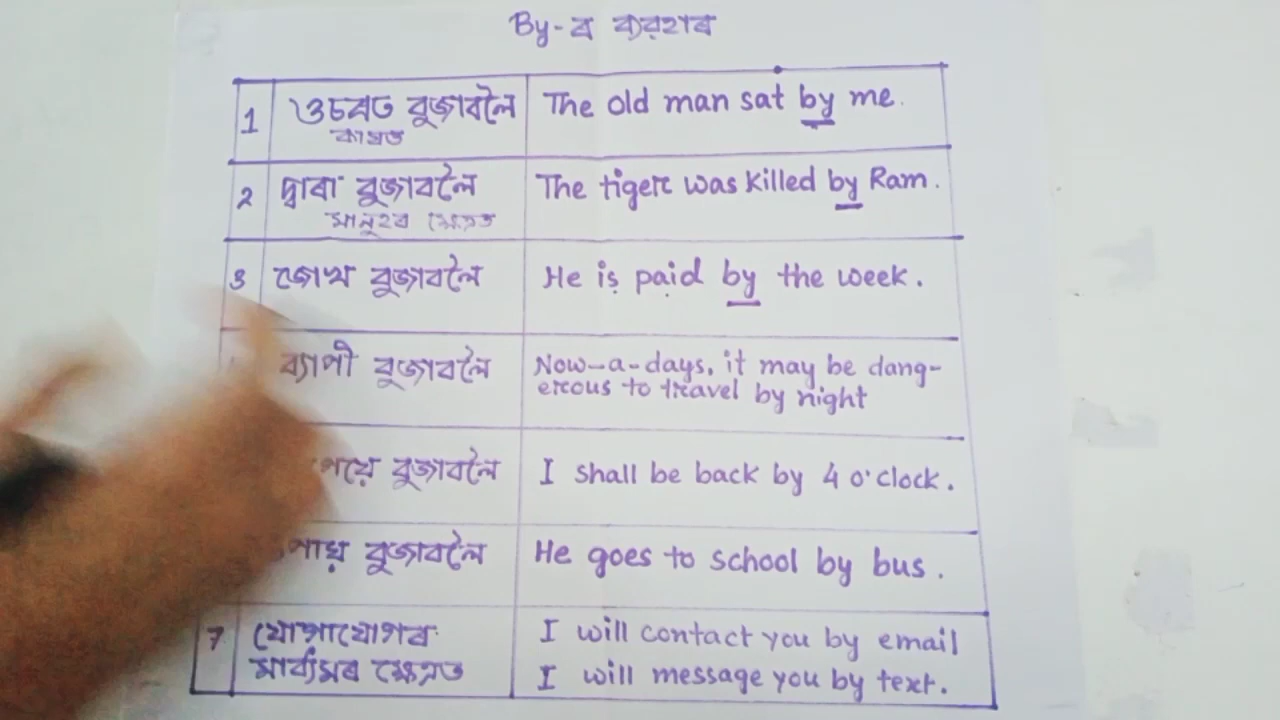 By-ৰ ব্যৱহাৰ
1 ওচৰত বুজাবলৈ The old man sat by me.
কাষত
2 দ্বাৰা বুজাবলৈ The tiger was killed by Ram.
মানুহৰ ক্ষেত্ৰত
3 জোখ বুজাবলৈ He is paid by the week.
ব্যাপী বুজাবলৈ Now-a-days, it may be dang-
erous to travel by night
বুজাবলৈ I shall be back by 4 o'clock.
বুজাবলৈ He goes to school by bus.
7 যোগাযোগৰ I will contact you by email
মাধ্যমৰ ক্ষেত্ৰত I will message you by text.